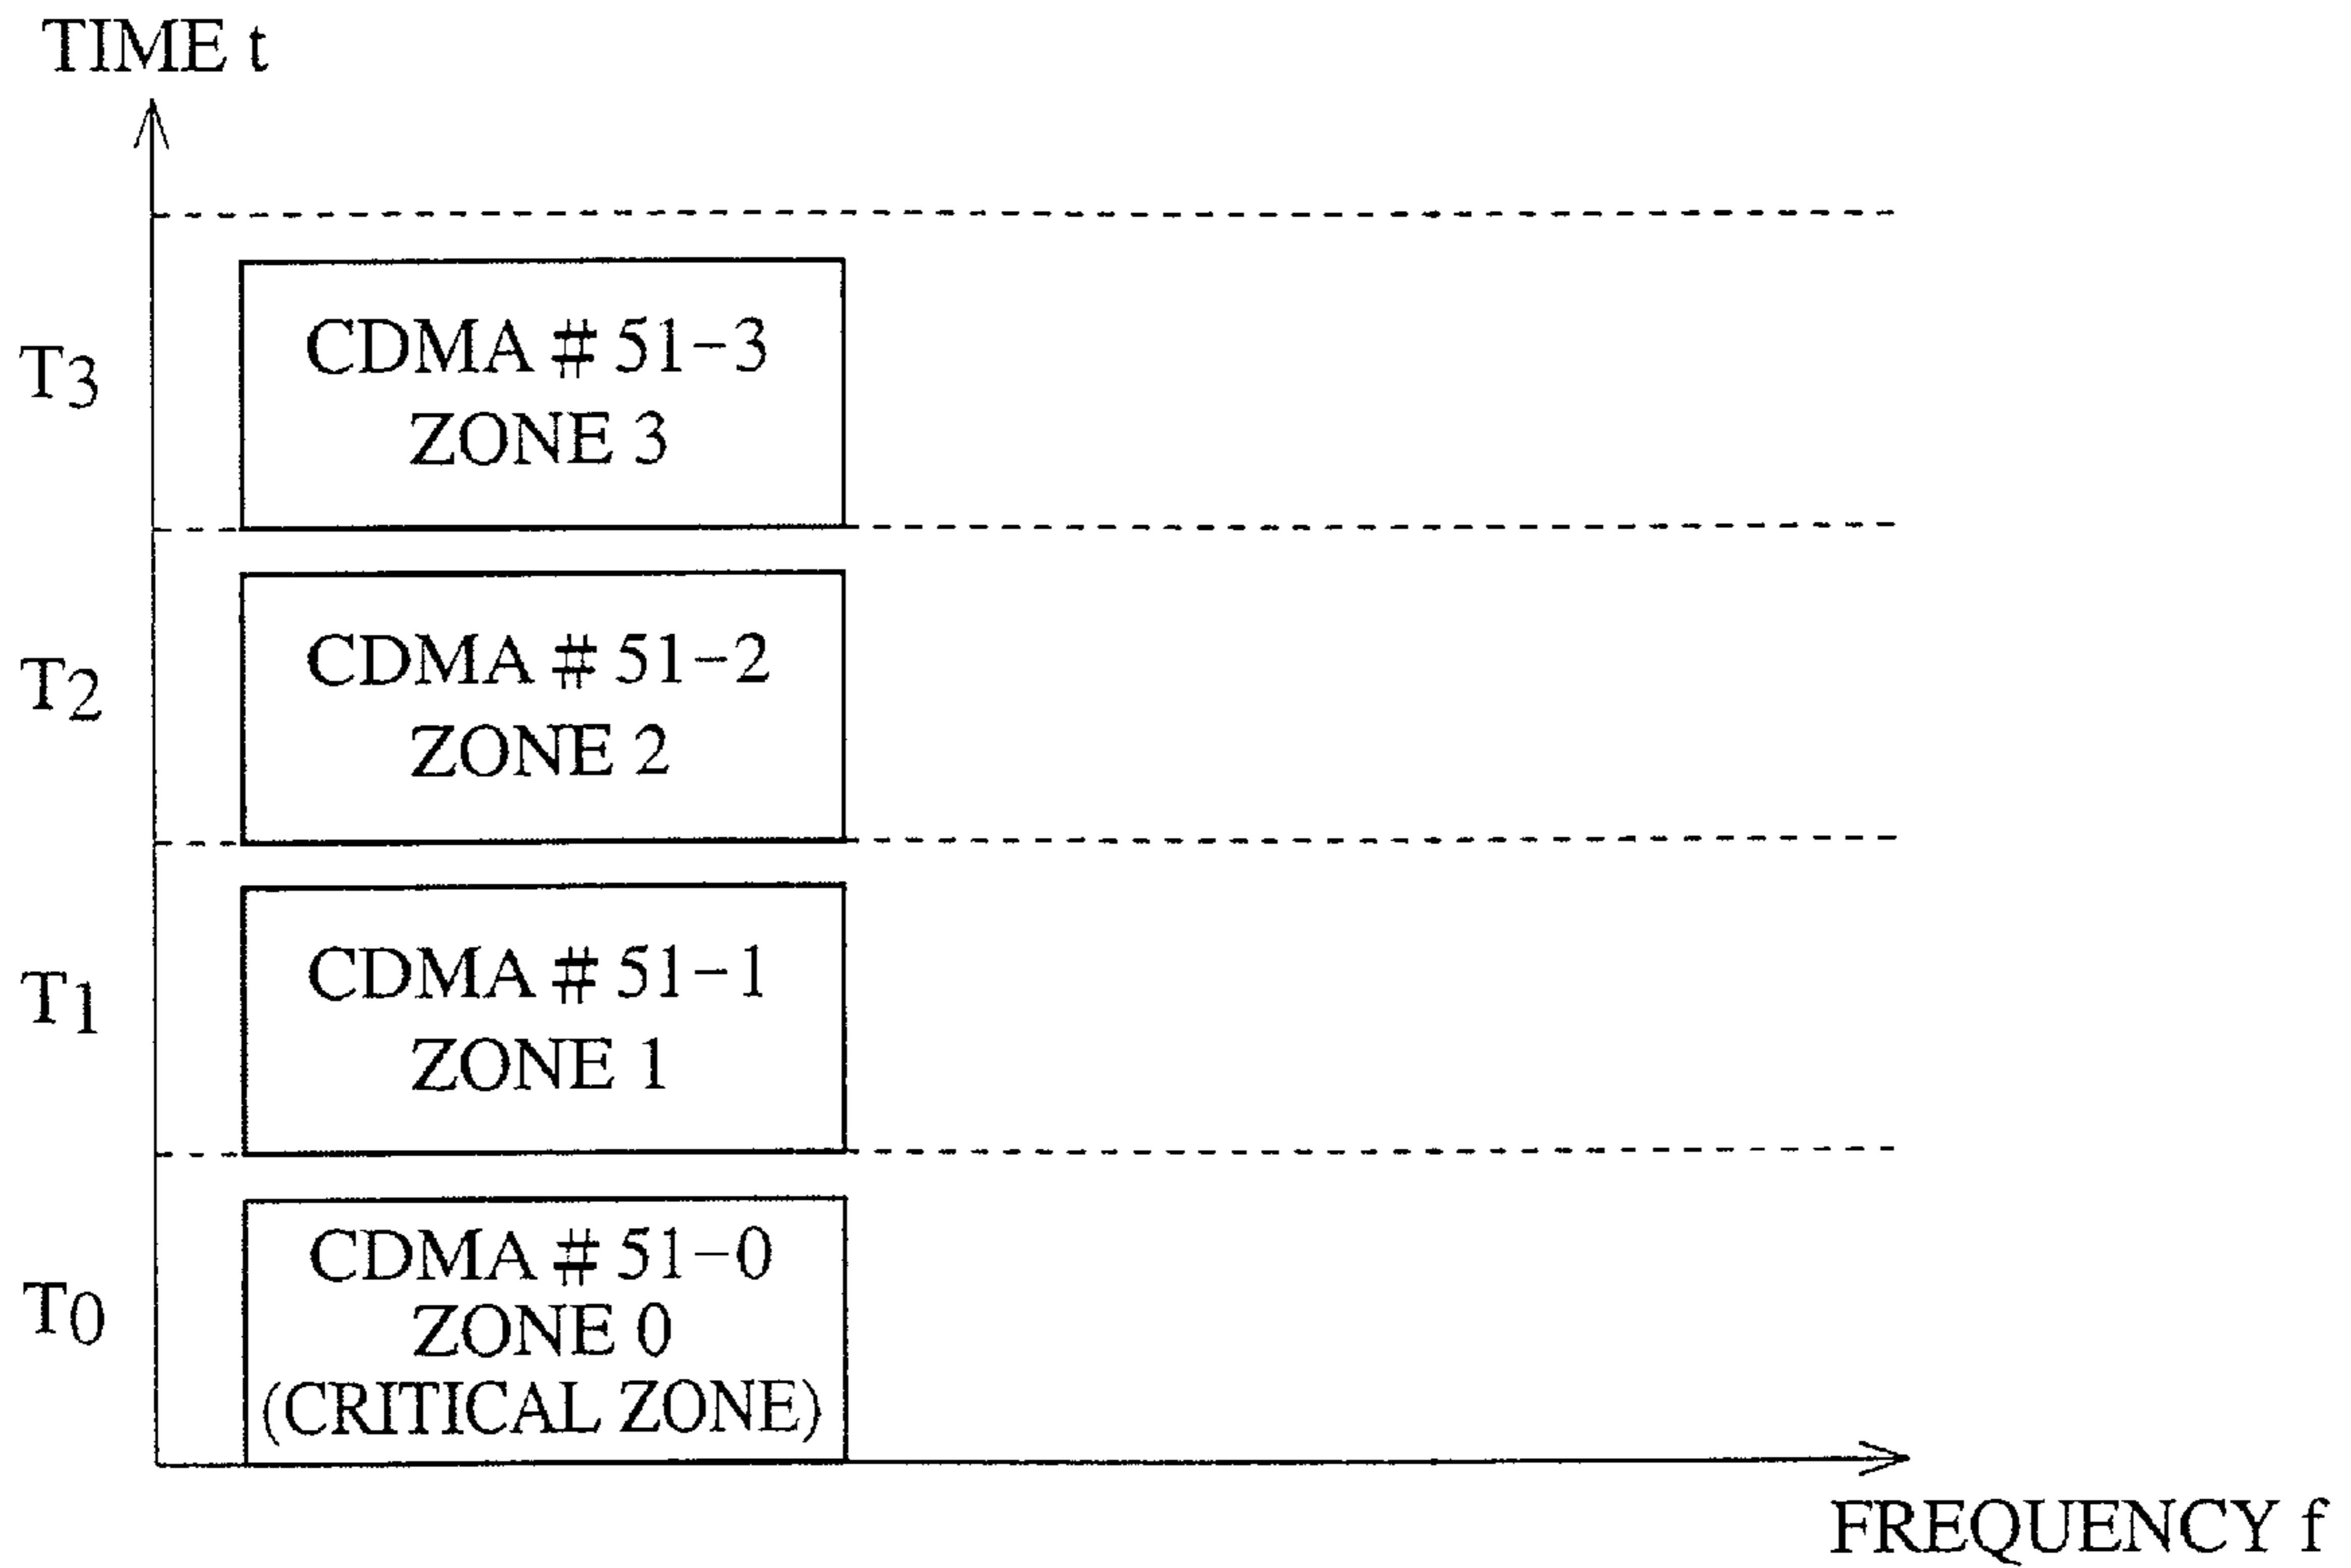 TIME t
T3
CDMA # 51-3
ZONE 3
T2
CDMA # 51-2
ZONE 2
T1
CDMA # 51-1
ZONE 1
T0
CDMA # 51-0
ZONE 0
(CRITICAL ZONE)
FREQUENCY f